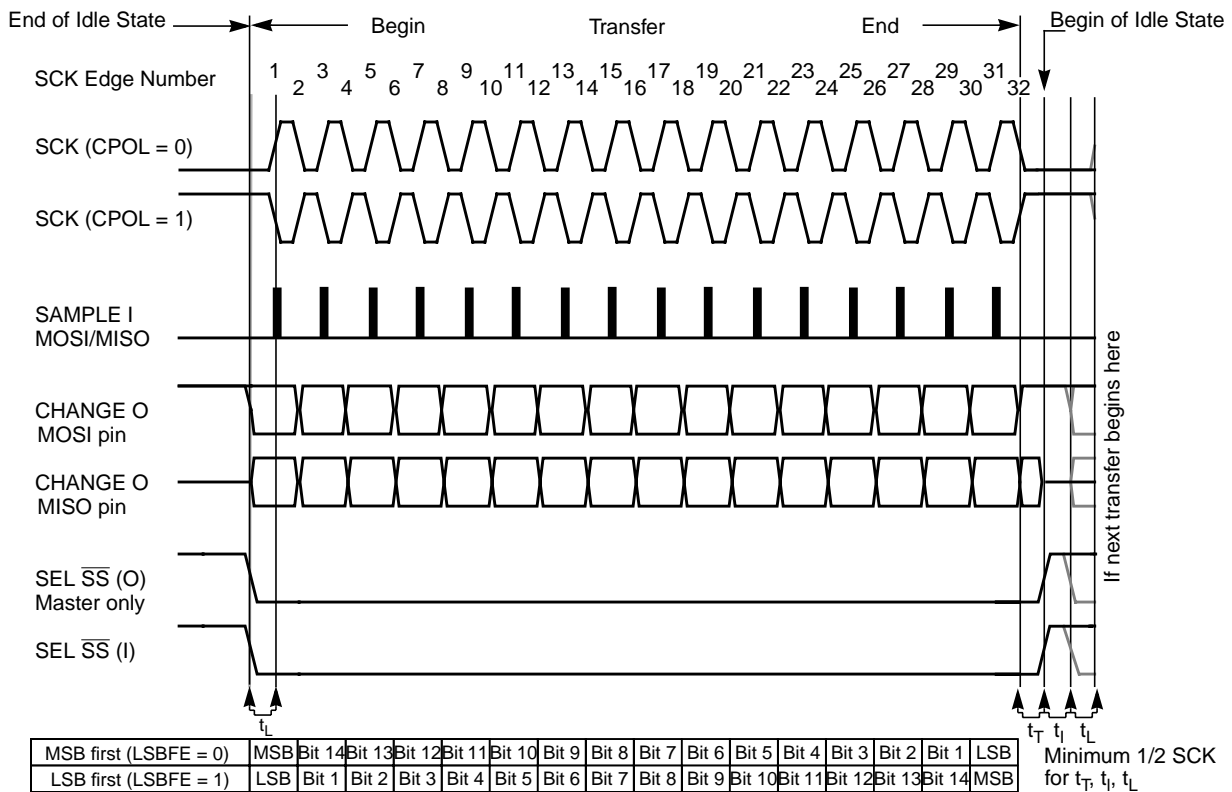 End of Idle State
Begin
Transfer
End
Begin of Idle State
SCK Edge Number
1 3 5 7 9 11 13 15 17 19 21 23 25 27 29 31
2 4 6 8 10 12 14 16 18 20 22 24 26 28 30 32
SCK (CPOL = 0)
SCK (CPOL = 1)
SAMPLE I
MOSI/MISO
CHANGE O
MOSI pin
CHANGE O
MISO pin
SEL S̅S̅ (O)
Master only
SEL S̅S̅ (I)
If next transfer begins here
tL
tT tI tL
MSB first (LSBFE = 0) MSB Bit 14 Bit 13 Bit 12 Bit 11 Bit 10 Bit 9 Bit 8 Bit 7 Bit 6 Bit 5 Bit 4 Bit 3 Bit 2 Bit 1 LSB
LSB first (LSBFE = 1) LSB Bit 1 Bit 2 Bit 3 Bit 4 Bit 5 Bit 6 Bit 7 Bit 8 Bit 9 Bit 10 Bit 11 Bit 12 Bit 13 Bit 14 MSB
Minimum 1/2 SCK
for tT, tI, tL